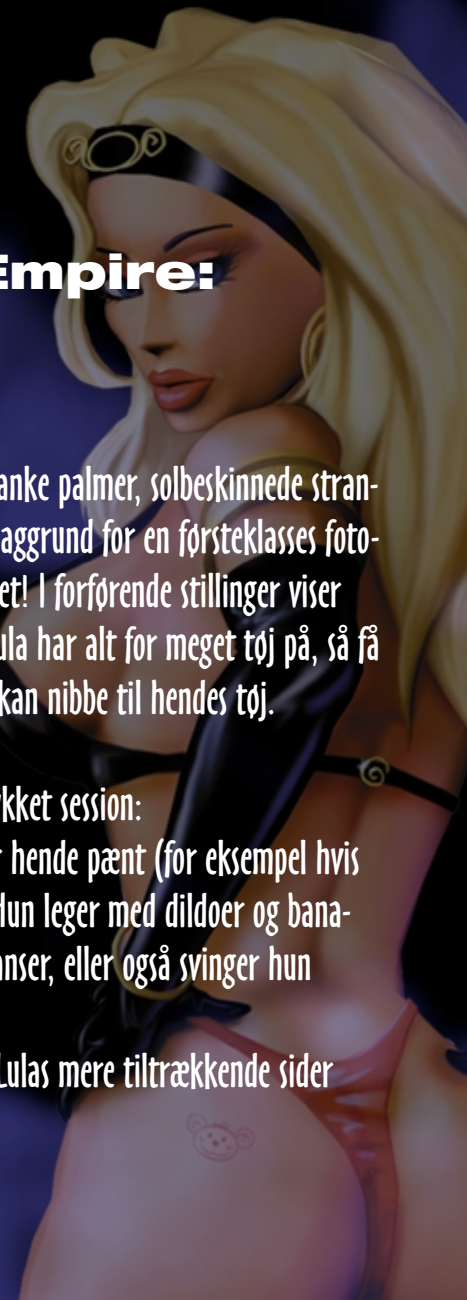 Empire:
anke palmer, solbeskinnede stran-
aggrund for en førsteklasses foto-
et! I forførende stillinger viser
ula har alt for meget tøj på, så få
kan nibbe til hendes tøj.
kket session:
r hende pænt (for eksempel hvis
Hun leger med dildoer og bana-
anser, eller også svinger hun
Lulas mere tiltrækkende sider